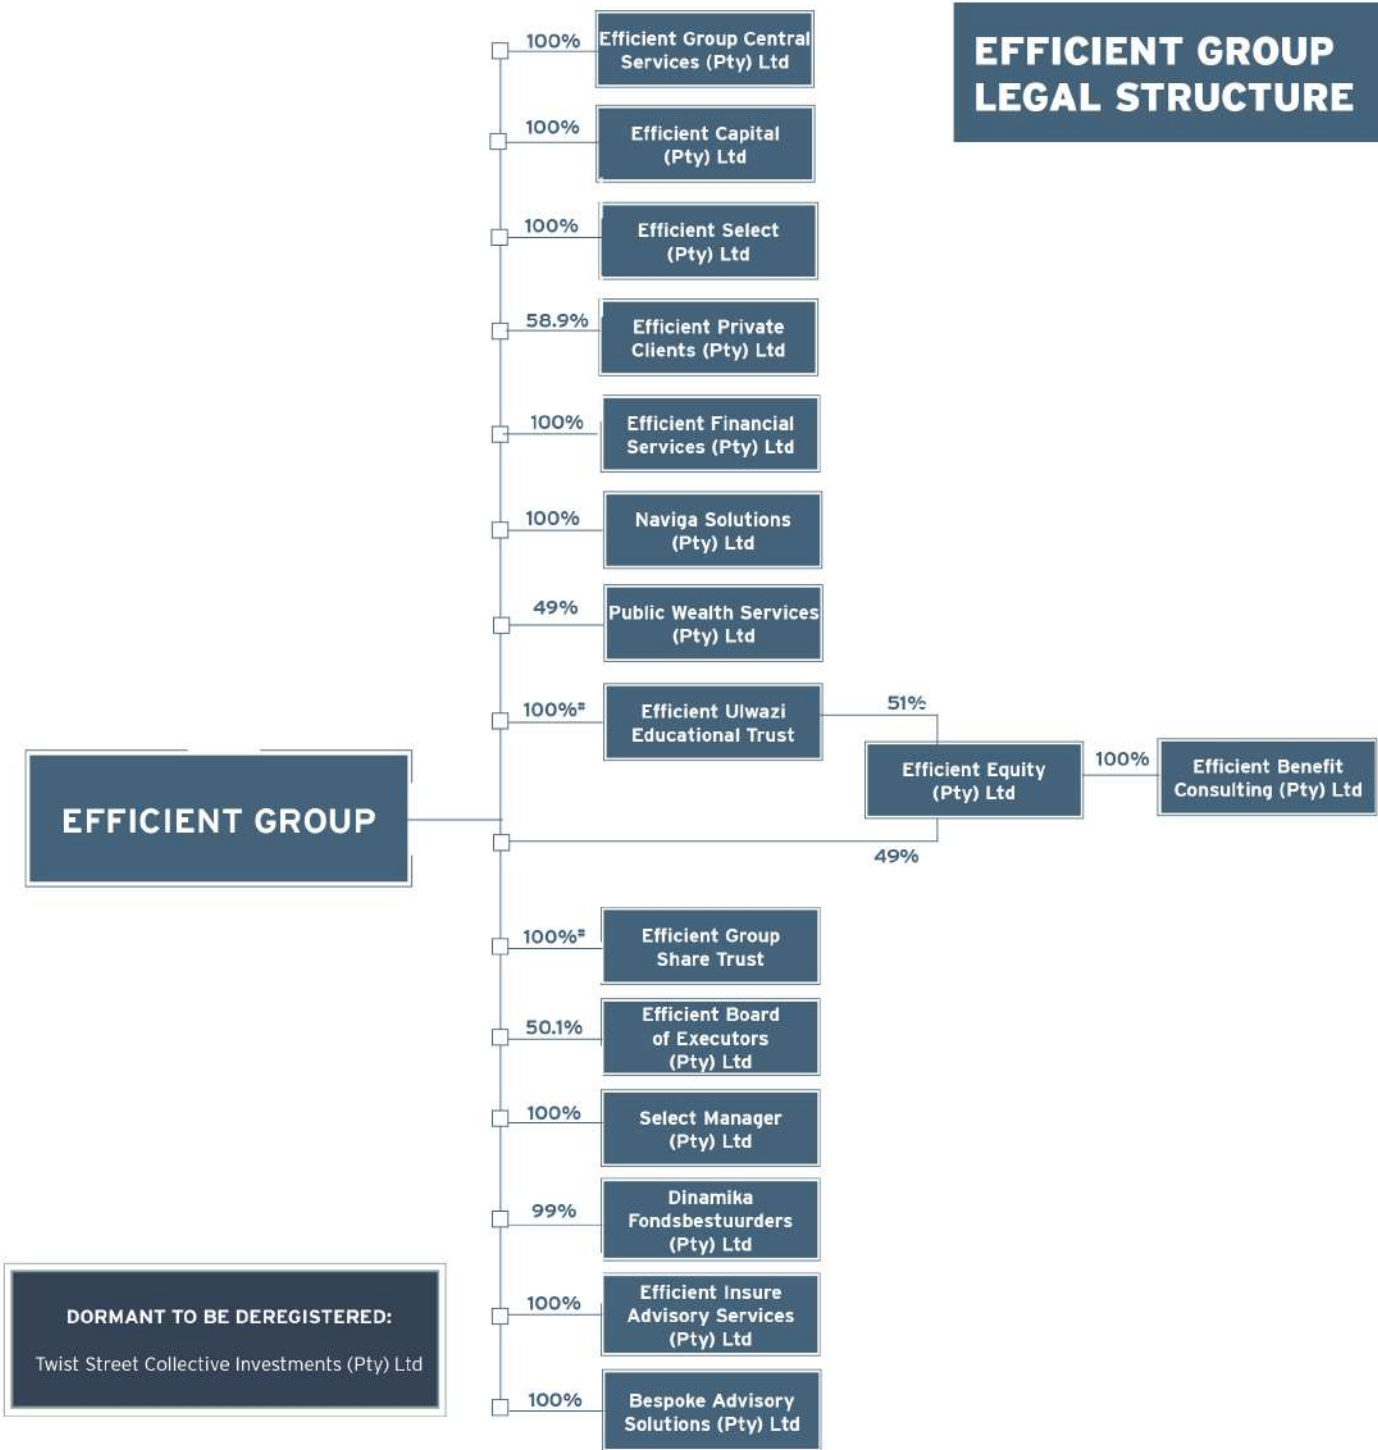 EFFICIENT GROUP
LEGAL STRUCTURE
100%
Efficient Group Central
Services (Pty) Ltd
100%
Efficient Capital
(Pty) Ltd
100%
Efficient Select
(Pty) Ltd
58.9%
Efficient Private
Clients (Pty) Ltd
100%
Efficient Financial
Services (Pty) Ltd
100%
Naviga Solutions
(Pty) Ltd
49%
Public Wealth Services
(Pty) Ltd
100%#
Efficient Ulwazi
Educational Trust
51%
Efficient Equity
(Pty) Ltd
100%
Efficient Benefit
Consulting (Pty) Ltd
EFFICIENT GROUP
49%
100%#
Efficient Group
Share Trust
50.1%
Efficient Board
of Executors
(Pty) Ltd
100%
Select Manager
(Pty) Ltd
99%
Dinamika
Fondsbestuurders
(Pty) Ltd
100%
Efficient Insure
Advisory Services
(Pty) Ltd
100%
Bespoke Advisory
Solutions (Pty) Ltd
DORMANT TO BE DEREGISTERED:
Twist Street Collective Investments (Pty) Ltd